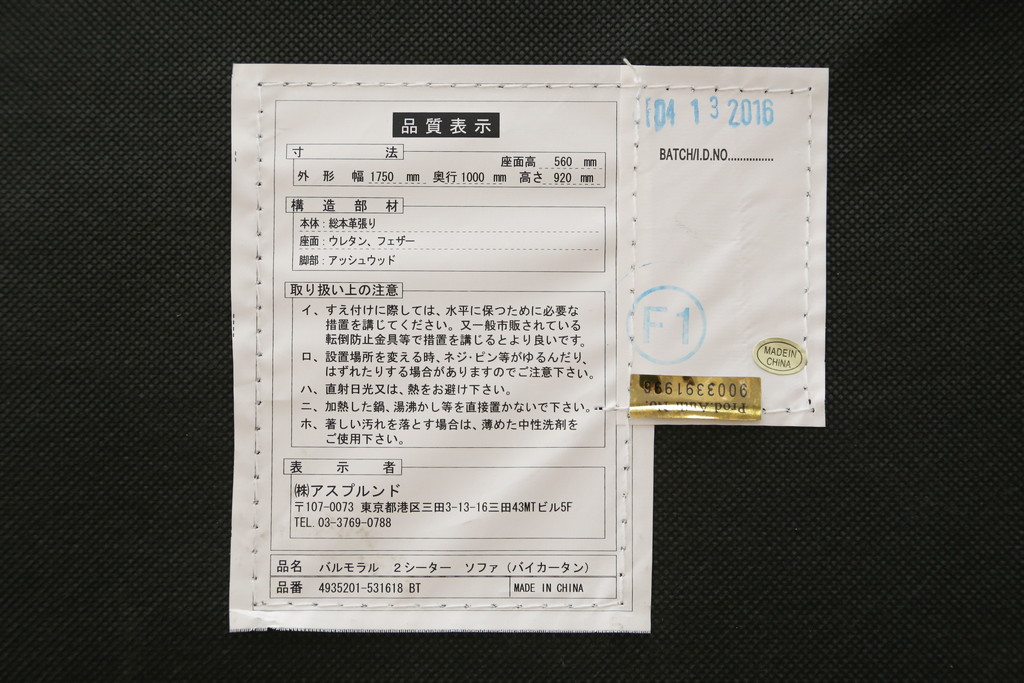 品質表示
寸法
座面高 560 mm
外形 幅 1750 mm 奥行 1000 mm 高さ 920 mm
構造部材
本体：総本革張り
座面：ウレタン、フェザー
脚部：アッシュウッド
取り扱い上の注意
イ、すえ付けに際しては、水平に保つために必要な
措置を講じてください。又一般市販されている
転倒防止金具等で措置を講じるとより良いです。
ロ、設置場所を変える時、ネジ・ピン等がゆるんだり、
はずれたりする場合がありますのでご注意下さい。
ハ、直射日光又は、熱をお避け下さい。
ニ、加熱した鍋、湯沸かし等を直接置かないで下さい。
ホ、著しい汚れを落とす場合は、薄めた中性洗剤を
ご使用下さい。
表示者
㈱アスプルンド
〒107-0073 東京都港区三田3-13-16三田43MTビル5F
TEL. 03-3769-0788
品名 バルモラル 2シーター ソファ（バイカータン）
品番 4935201-531618 BT MADE IN CHINA
04 13 2016
BATCH/I.D.NO...............
F1
MADE IN
CHINA
Prod.Aut. No.
9003391996